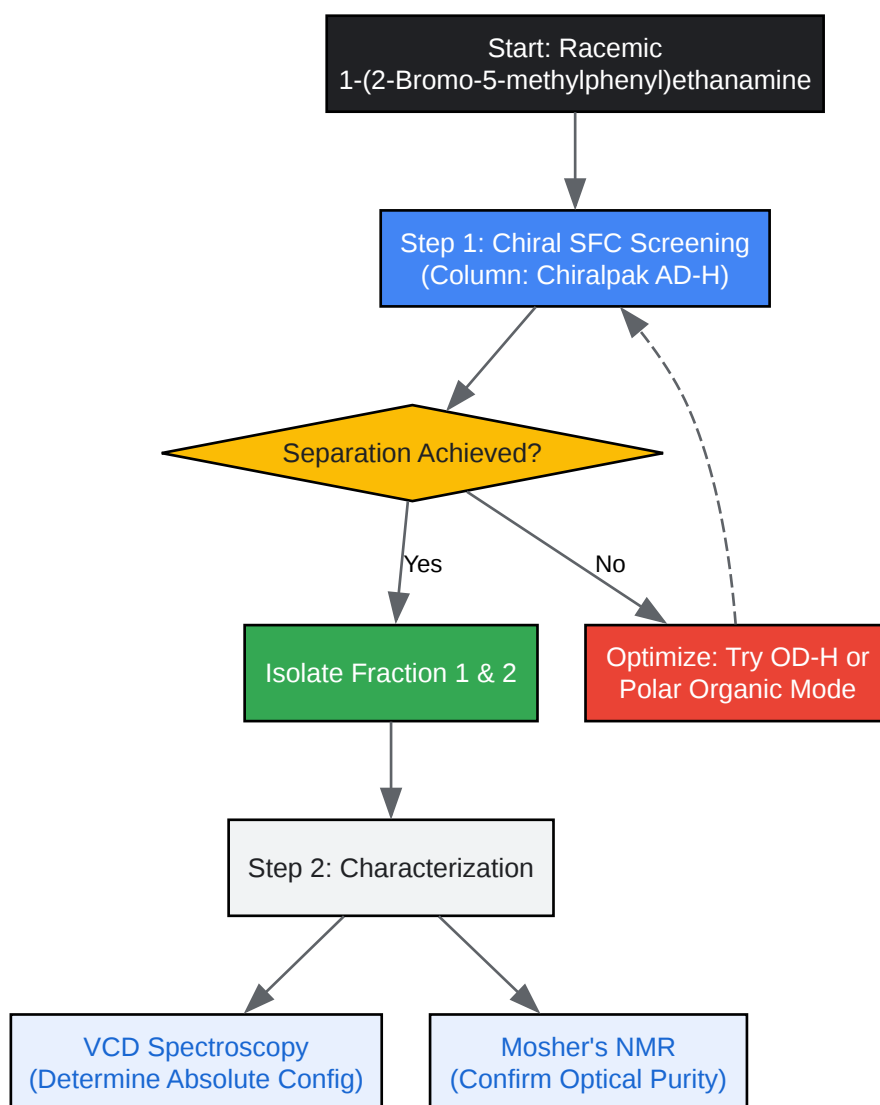 Start: Racemic
1-(2-Bromo-5-methylphenyl)ethanamine
Step 1: Chiral SFC Screening
(Column: Chiralpak AD-H)
Separation Achieved?
Yes
No
Isolate Fraction 1 & 2
Optimize: Try OD-H or
Polar Organic Mode
Step 2: Characterization
VCD Spectroscopy
(Determine Absolute Config)
Mosher's NMR
(Confirm Optical Purity)